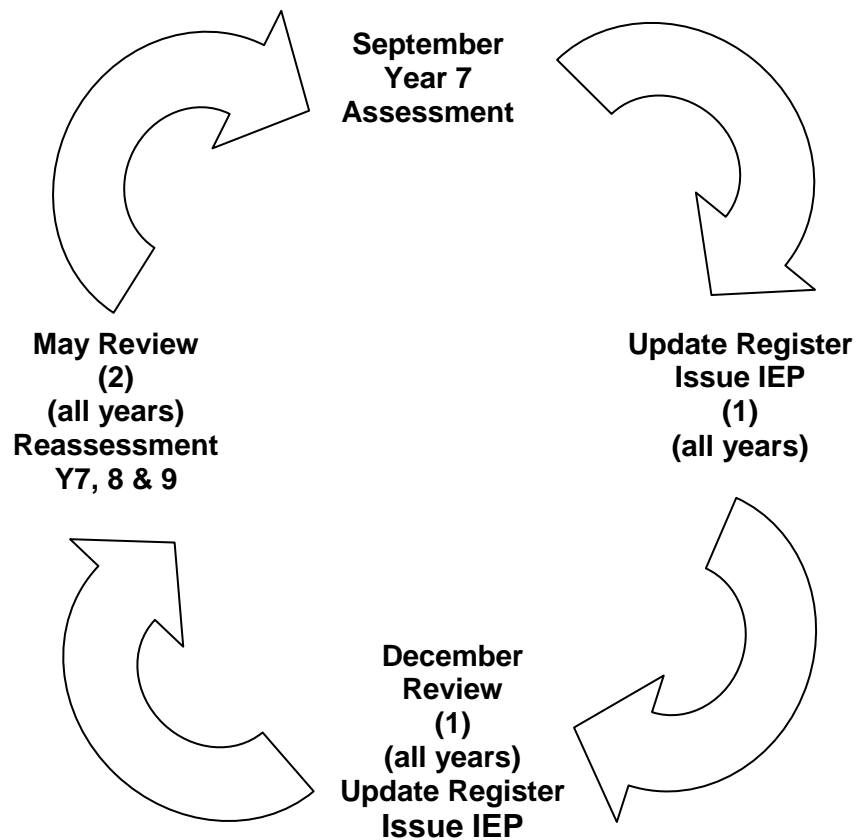 September
Year 7
Assessment
Update Register
Issue IEP
(1)
(all years)
December
Review
(1)
(all years)
Update Register
Issue IEP
May Review
(2)
(all years)
Reassessment
Y7, 8 & 9